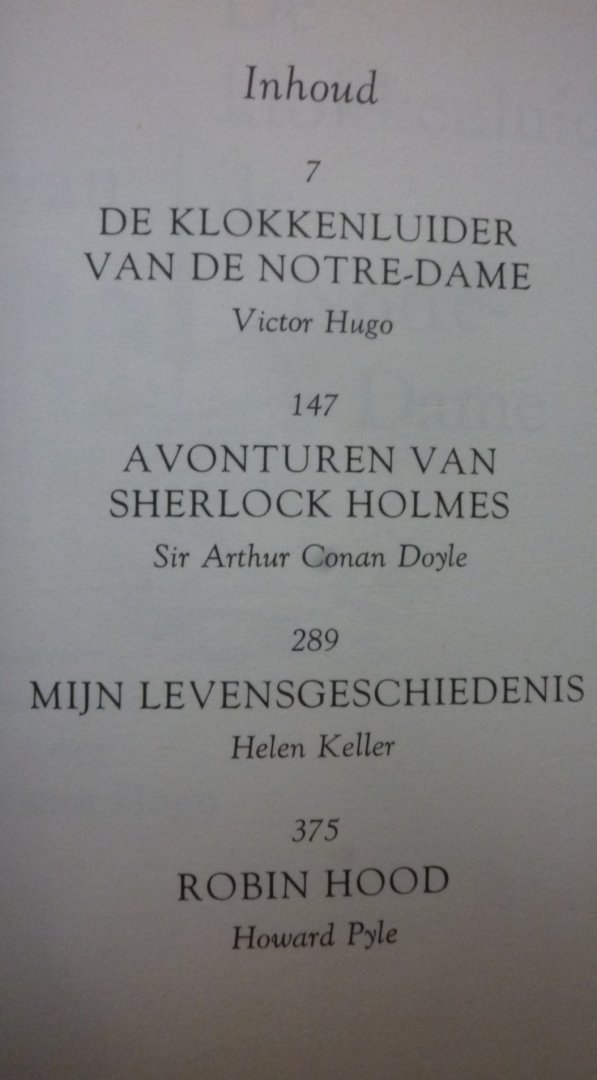 Inhoud
7
DE KLOKKENLUIDER
VAN DE NOTRE-DAME
Victor Hugo
147
AVONTUREN VAN
SHERLOCK HOLMES
Sir Arthur Conan Doyle
289
MIJN LEVENSGESCHIEDENIS
Helen Keller
375
ROBIN HOOD
Howard Pyle